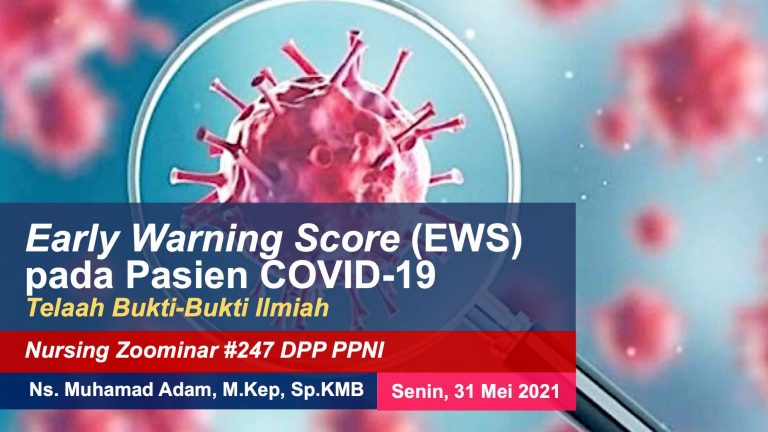 Early Warning Score (EWS)
pada Pasien COVID-19
Telaah Bukti-Bukti Ilmiah
Nursing Zoominar #247 DPP PPNI
Ns. Muhamad Adam, M.Kep, Sp.KMB
Senin, 31 Mei 2021